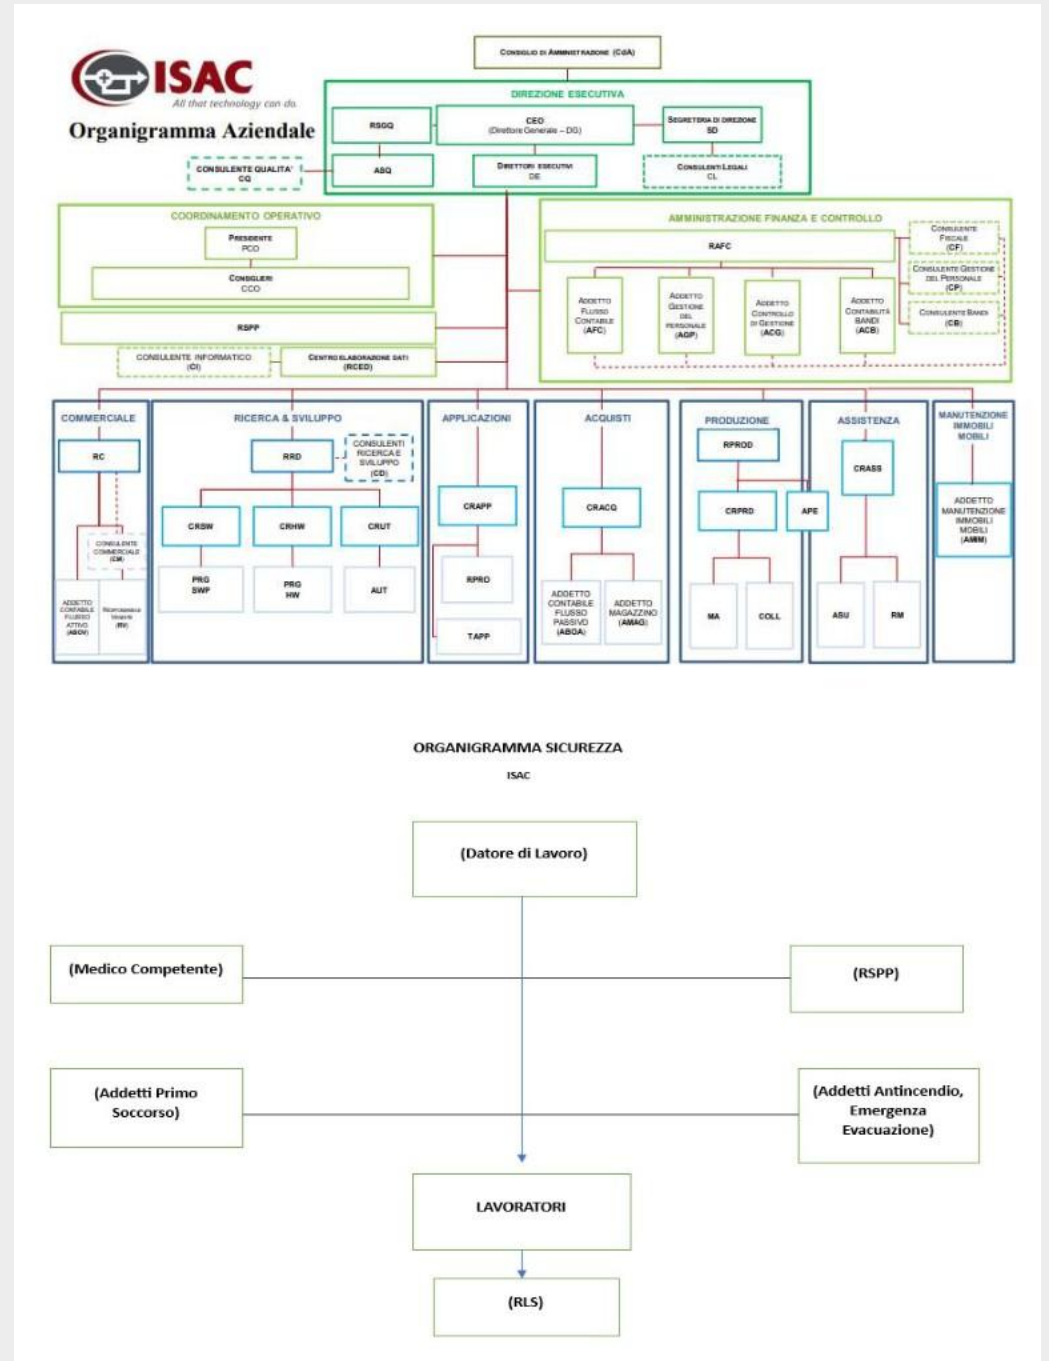 CONSIGLIO DI AMMINISTRAZIONE (CdA)
ISAC
All that technology can do.
Organigramma Aziendale
DIREZIONE ESECUTIVA
RSGQ
CEO
(Direttore Generale – DG)
SEGRETERIA DI DIREZIONE
SD
CONSULENTE QUALITA'
CQ
ASQ
DIRETTORI ESECUTIVI
DE
CONSULENTI LEGALI
CL
COORDINAMENTO OPERATIVO
PRESIDENTE
PCO
CONSIGLIERI
CCO
RSPP
CONSULENTE INFORMATICO
(CI)
CENTRO ELABORAZIONE DATI
(RCED)
AMMINISTRAZIONE FINANZA E CONTROLLO
RAFC
CONSULENTE
FISCALE
(CF)
CONSULENTE GESTIONE
DEL PERSONALE
(CP)
CONSULENTE BANDI
(CB)
ADDETTO
FLUSSO
CONTABILE
(AFC)
ADDETTO
GESTIONE
DEL
PERSONALE
(AGP)
ADDETTO
CONTROLLO
DI GESTIONE
(ACG)
ADDETTO
CONTABILITÀ
BANDI
(ACB)
COMMERCIALE
RC
CONSULENTE
COMMERCIALE
(CM)
ADDETTO
CONTABILE
FLUSSO
ATTIVO
(ABCV)
(RV)
RICERCA & SVILUPPO
RRD
CONSULENTI
RICERCA E
SVILUPPO
(CD)
CRSW
CRHW
CRUT
PRG
SWP
PRG
HW
AUT
APPLICAZIONI
CRAPP
RPRO
TAPP
ACQUISTI
CRACQ
ADDETTO
CONTABILE
FLUSSO
PASSIVO
(ABOA)
ADDETTO
MAGAZZINO
(AMAG)
PRODUZIONE
RPROD
CRPRD
APE
MA
COLL
ASSISTENZA
CRASS
ASU
RM
MANUTENZIONE
IMMOBILI
MOBILI
ADDETTO
MANUTENZIONE
IMMOBILI
MOBILI
(AMIM)
ORGANIGRAMMA SICUREZZA
ISAC
(Datore di Lavoro)
(Medico Competente)
(RSPP)
(Addetti Primo
Soccorso)
(Addetti Antincendio,
Emergenza
Evacuazione)
LAVORATORI
(RLS)